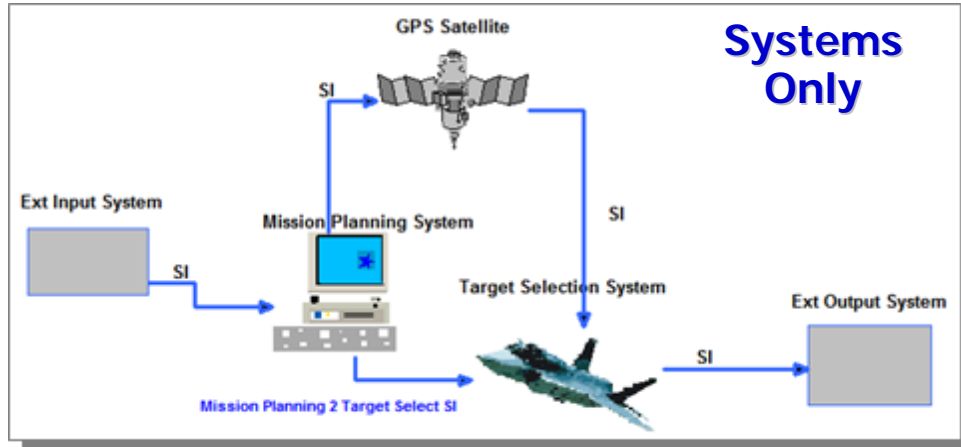 GPS Satellite
Systems
Only
SI
Ext Input System
Mission Planning System
SI
SI
Target Selection System
Ext Output System
SI
Mission Planning 2 Target Select SI